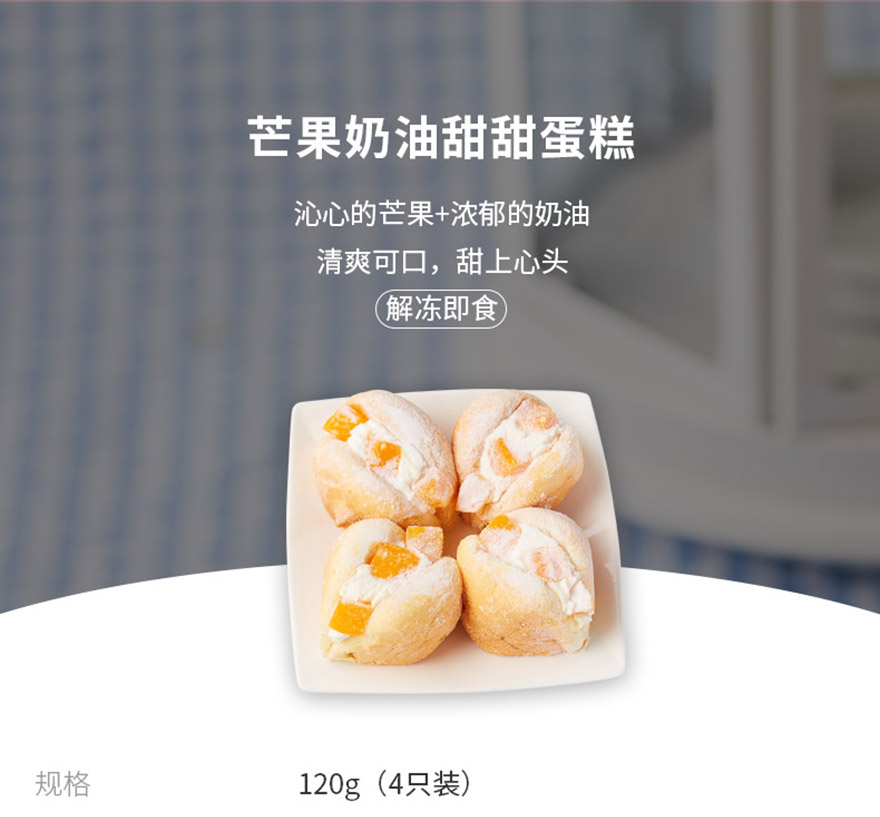 芒果奶油甜甜蛋糕
沁心的芒果+浓郁的奶油
清爽可口，甜上心头
解冻即食
规格 120g（4只装）